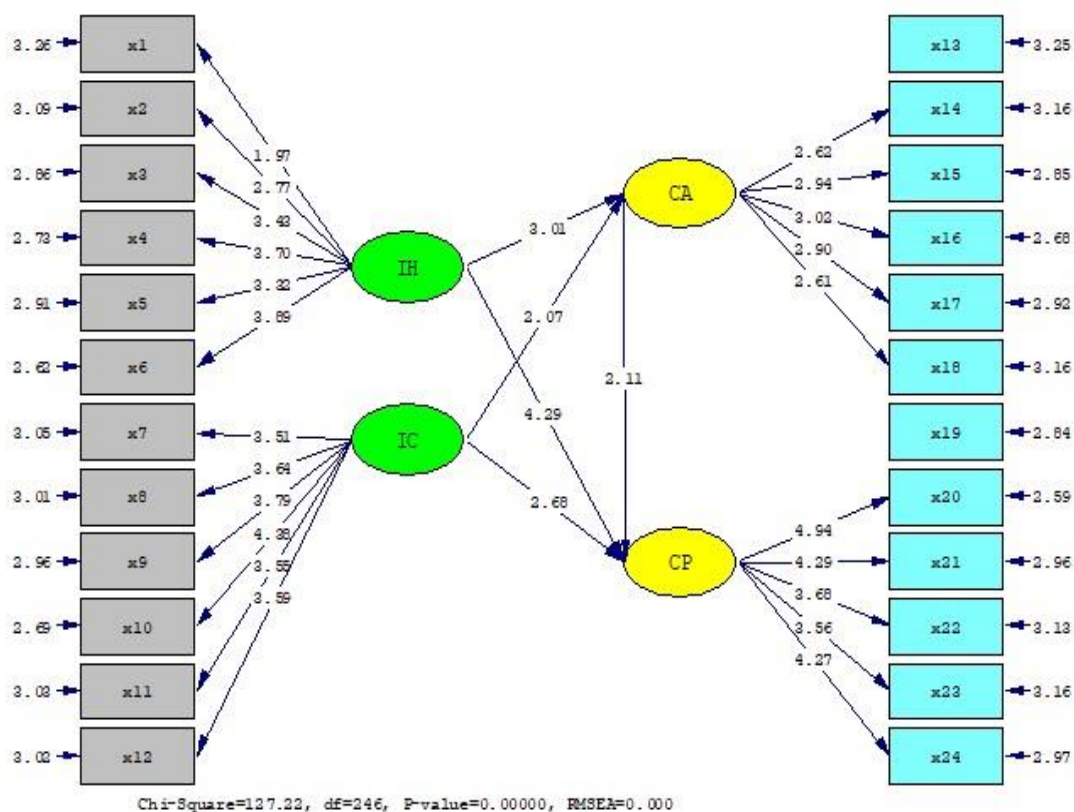 3.26 x1
3.09 x2
2.86 x3
2.73 x4
2.91 x5
2.62 x6
3.05 x7
3.01 x8
2.96 x9
2.69 x10
3.03 x11
3.02 x12
1.97
2.77
3.43
3.70
3.32
3.89
IH
3.51
3.64
3.79
4.38
3.55
3.59
IC
3.01
2.07
4.29
2.68
CA
2.11
CP
2.62
2.94
3.02
2.90
2.61
4.94
4.29
3.68
3.56
4.27
x13 3.25
x14 3.16
x15 2.85
x16 2.68
x17 2.92
x18 3.16
x19 2.84
x20 2.59
x21 2.96
x22 3.13
x23 3.16
x24 2.97
Chi-Square=127.22, df=246, P-value=0.00000, RMSEA=0.000